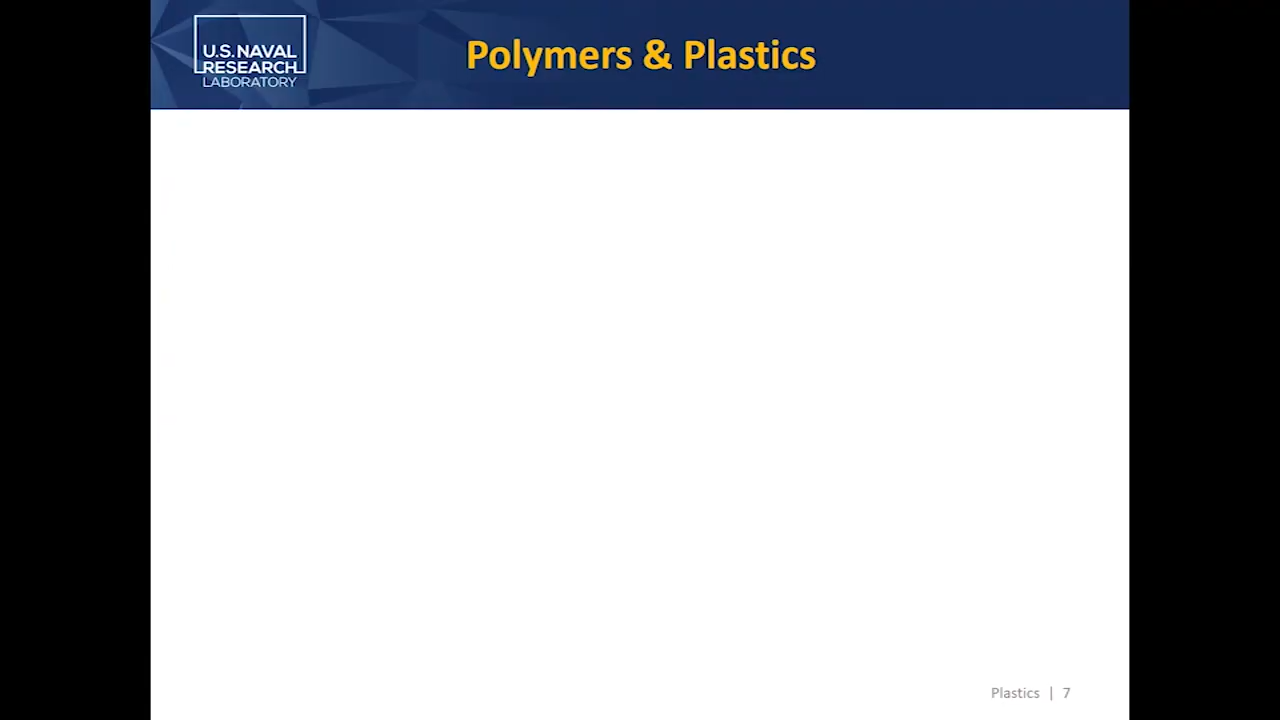 U.S. NAVAL
RESEARCH
LABORATORY
Polymers & Plastics
Plastics | 7